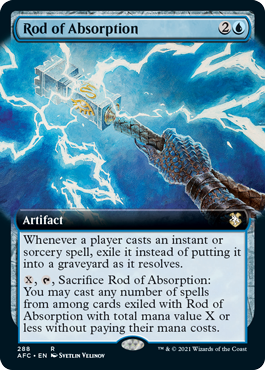 Rod of Absorption 2
Artifact
Whenever a player casts an instant or
sorcery spell, exile it instead of putting it
into a graveyard as it resolves.
X, , Sacrifice Rod of Absorption:
You may cast any number of spells
from among cards exiled with Rod of
Absorption with total mana value X or
less without paying their mana costs.
288 R
AFC • EN SVETLIN VELINOV ™ & © 2021 Wizards of the Coast